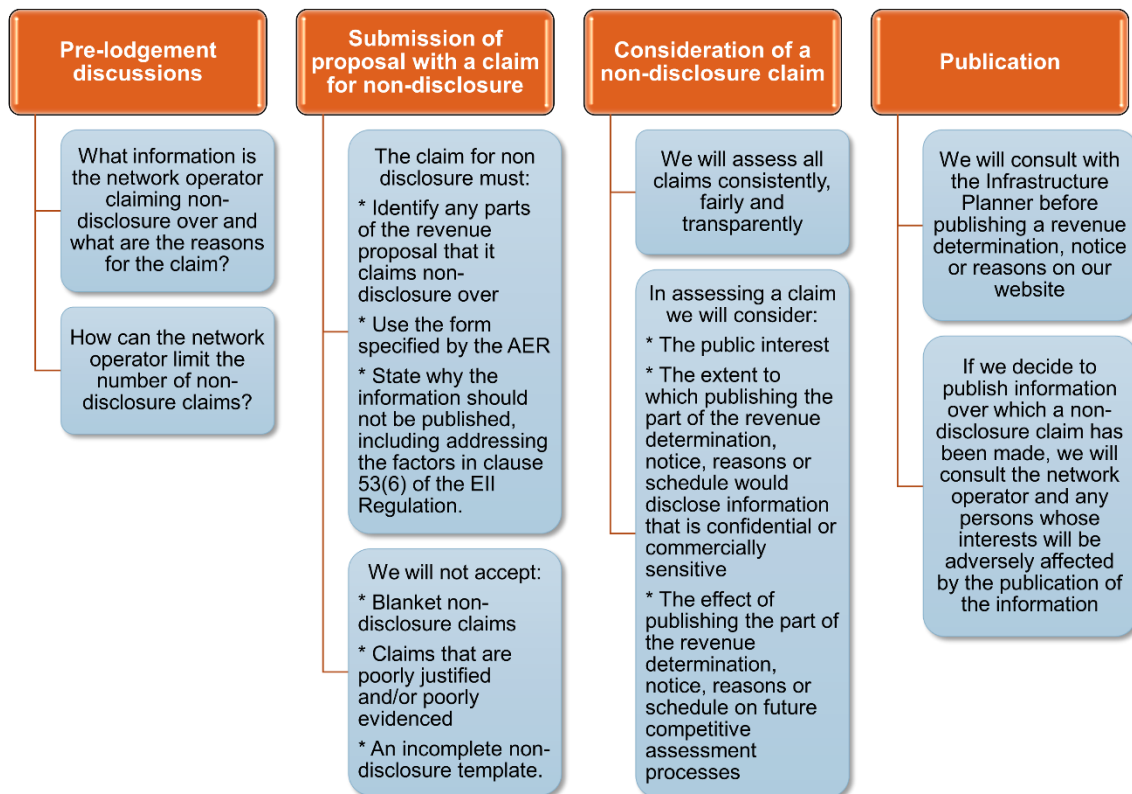 Pre-lodgement
discussions
What information is
the network operator
claiming non-
disclosure over and
what are the reasons
for the claim?
How can the network
operator limit the
number of non-
disclosure claims?
Submission of
proposal with a claim
for non-disclosure
The claim for non
disclosure must:
* Identify any parts
of the revenue
proposal that it
claims non-
disclosure over
* Use the form
specified by the AER
* State why the
information should
not be published,
including addressing
the factors in clause
53(6) of the EII
Regulation.
We will not accept:
* Blanket non-
disclosure claims
* Claims that are
poorly justified
and/or poorly
evidenced
* An incomplete non-
disclosure template.
Consideration of a
non-disclosure claim
We will assess all
claims consistently,
fairly and
transparently
In assessing a claim
we will consider:
* The public interest
* The extent to
which publishing the
part of the revenue
determination,
notice, reasons or
schedule would
disclose information
that is confidential or
commercially
sensitive
* The effect of
publishing the part of
the revenue
determination,
notice, reasons or
schedule on future
competitive
assessment
processes
Publication
We will consult with
the Infrastructure
Planner before
publishing a revenue
determination, notice
or reasons on our
website
If we decide to
publish information
over which a non-
disclosure claim has
been made, we will
consult the network
operator and any
persons whose
interests will be
adversely affected
by the publication of
the information